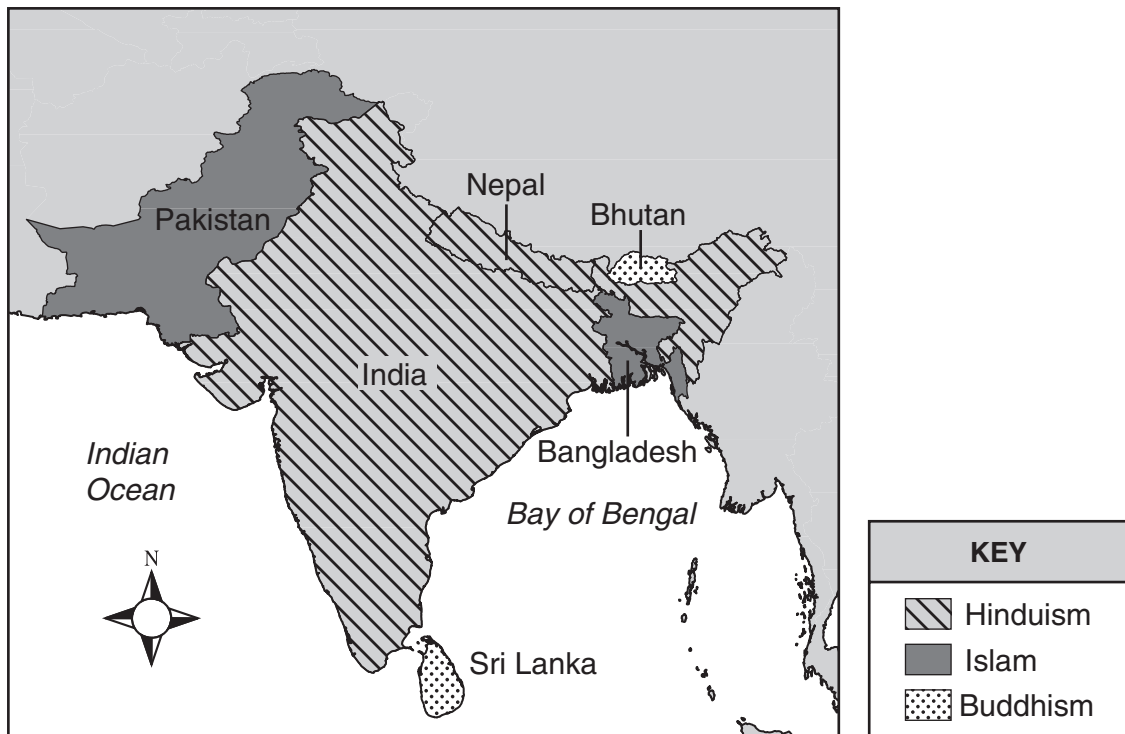 Nepal
Bhutan
Pakistan
India
Bangladesh
Indian
Ocean
Bay of Bengal
N
Sri Lanka
KEY
Hinduism
Islam
Buddhism